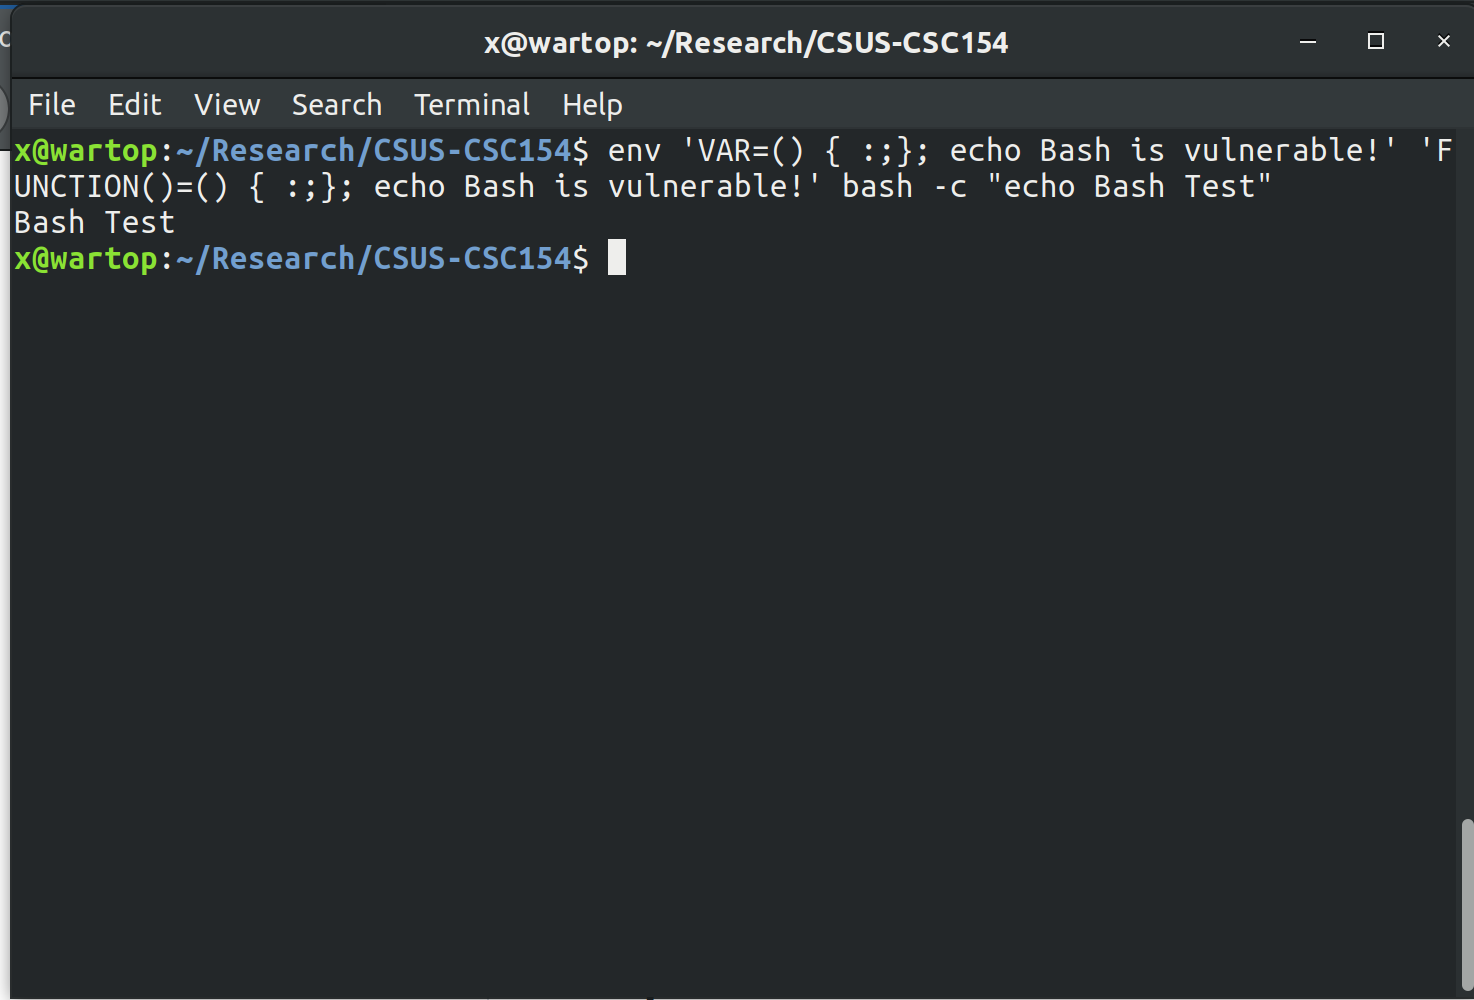 x@wartop: ~/Research/CSUS-CSC154
File Edit View Search Terminal Help
x@wartop:~/Research/CSUS-CSC154$ env 'VAR=() { :;}; echo Bash is vulnerable!' 'F
UNCTION()=() { :;}; echo Bash is vulnerable!' bash -c "echo Bash Test"
Bash Test
x@wartop:~/Research/CSUS-CSC154$